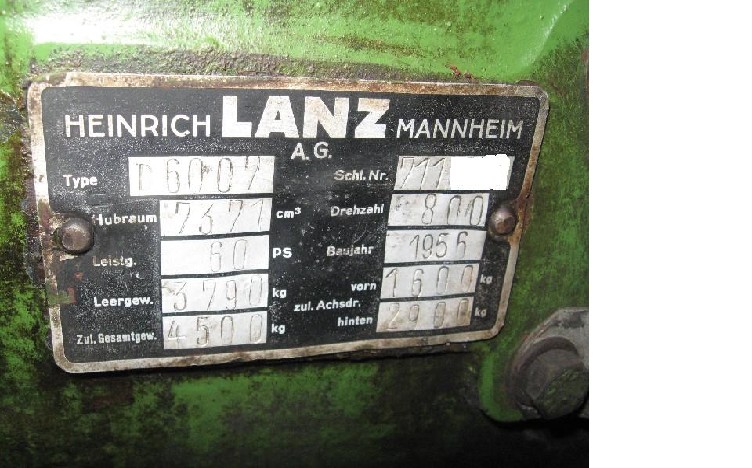 HEINRICH LANZ MANNHEIM
A.G.
Type D 6007 Schl. Nr. 711
Hubraum 7371 cm³ Drehzahl 800
Leistg. 60 PS Baujahr 1956
Leergew. 3790 kg zul. Achsdr. vorn 1600 kg
Zul. Gesamtgew. 4500 kg hinten 2900 kg